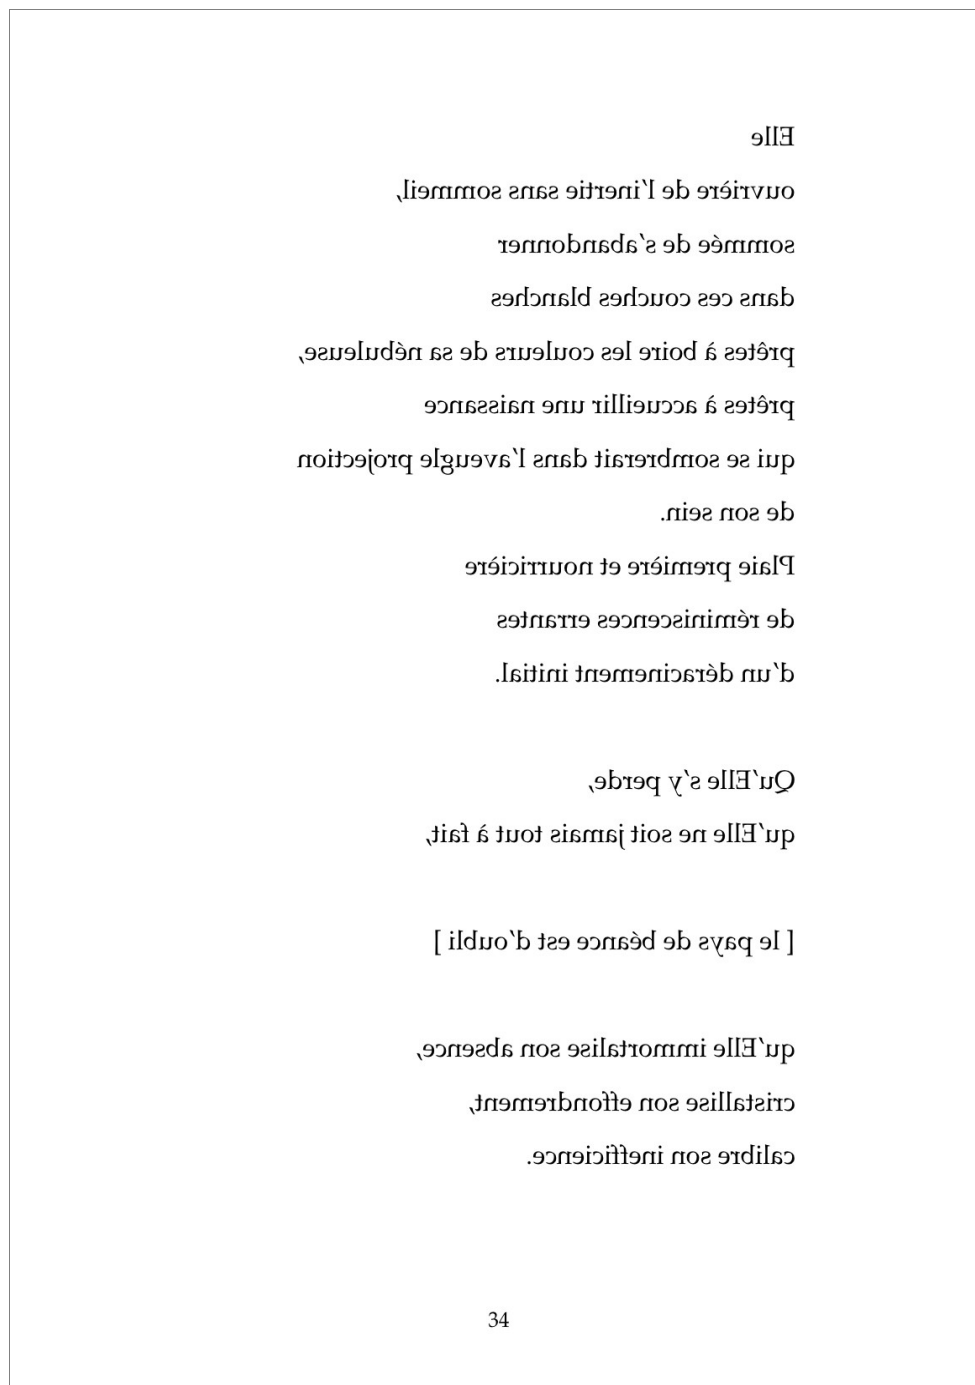 Elle
ouvrière de l'inertie sans sommeil,
sommée de s'abandonner
dans ces couches blanches
prêtes à boire les couleurs de sa nébuleuse,
prêtes à accueillir une naissance
qui se sombrerait dans l'aveugle projection
de son sein.
Plaie première et nourricière
de réminiscences errantes
d'un déracinement initial.
Qu'Elle s'y perde,
qu'Elle ne soit jamais tout à fait,
[ le pays de béance est d'oubli ]
qu'Elle immortalise son absence,
cristallise son effondrement,
calibre son inefficience.
34